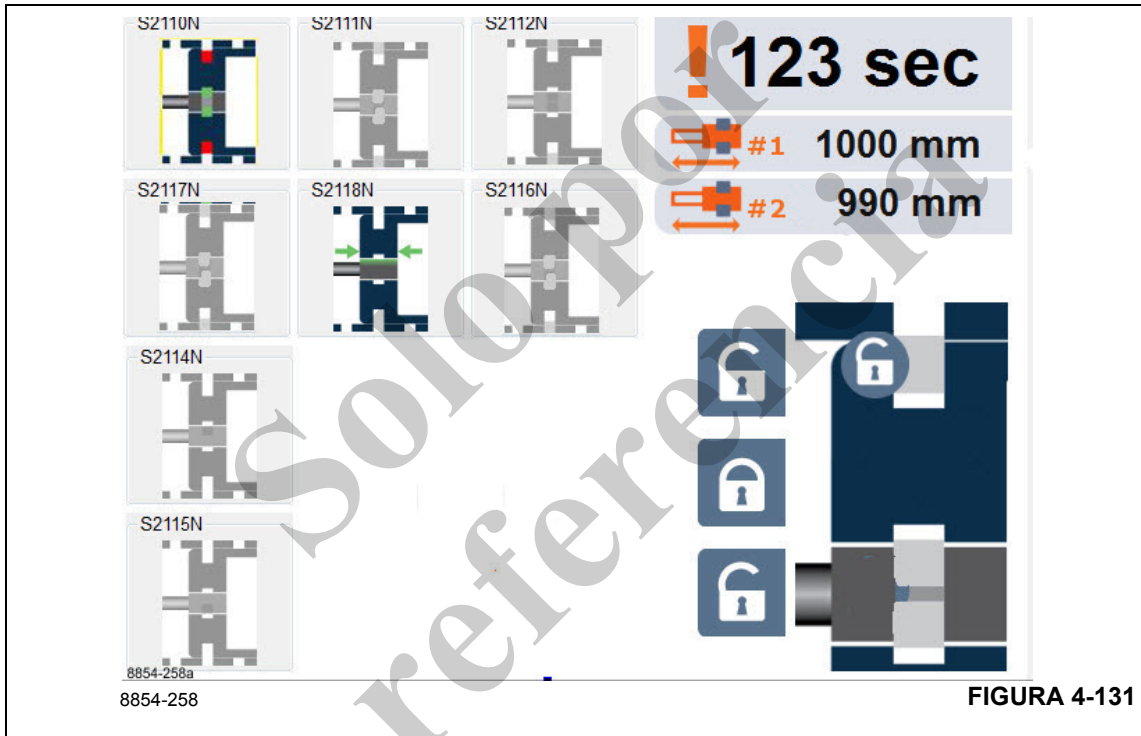 S2110N S2111N S2112N
! 123 sec
#1 1000 mm
S2117N S2118N S2116N
#2 990 mm
S2114N
S2115N
Solo por
referencia
8854-258a
8854-258 FIGURA 4-131